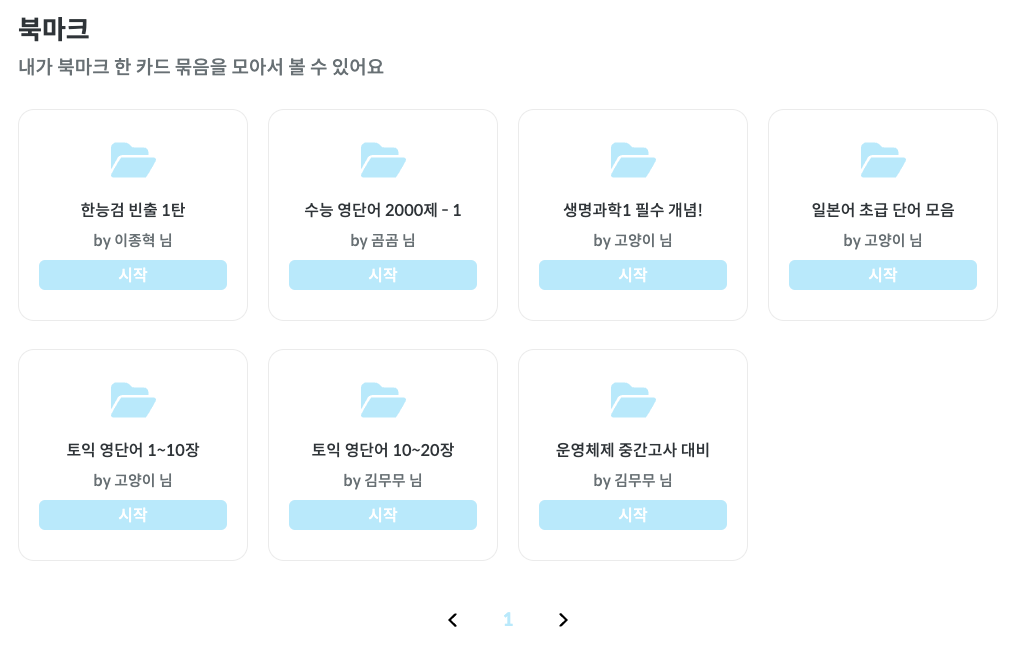 북마크
내가 북마크 한 카드 묶음을 모아서 볼 수 있어요
한능검 빈출 1탄
by 이종혁 님
시작
수능 영단어 2000제 - 1
by 곰곰 님
시작
생명과학1 필수 개념!
by 고양이 님
시작
일본어 초급 단어 모음
by 고양이 님
시작
토익 영단어 1~10장
by 고양이 님
시작
토익 영단어 10~20장
by 김무무 님
시작
운영체제 중간고사 대비
by 김무무 님
시작
1